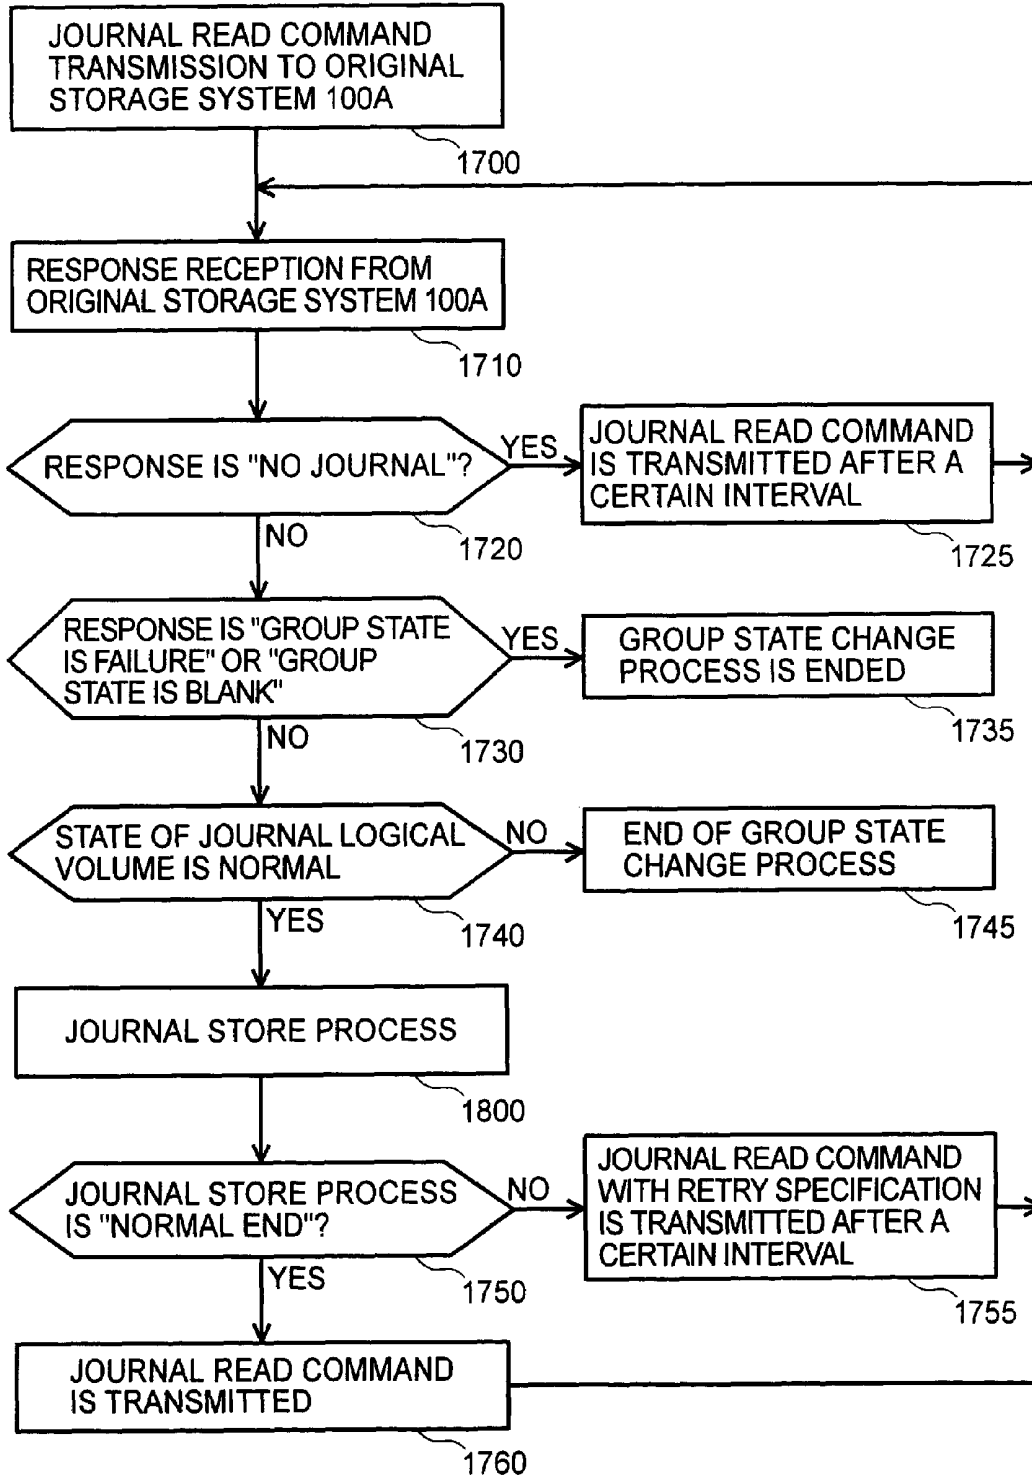 JOURNAL READ COMMAND
TRANSMISSION TO ORIGINAL
STORAGE SYSTEM 100A
1700
RESPONSE RECEPTION FROM
ORIGINAL STORAGE SYSTEM 100A
1710
RESPONSE IS "NO JOURNAL"?
YES
NO
1720
JOURNAL READ COMMAND
IS TRANSMITTED AFTER A
CERTAIN INTERVAL
1725
RESPONSE IS "GROUP STATE
IS FAILURE" OR "GROUP
STATE IS BLANK"
YES
NO
1730
GROUP STATE CHANGE
PROCESS IS ENDED
1735
STATE OF JOURNAL LOGICAL
VOLUME IS NORMAL
NO
YES
1740
END OF GROUP STATE
CHANGE PROCESS
1745
JOURNAL STORE PROCESS
1800
JOURNAL STORE PROCESS
IS "NORMAL END"?
NO
YES
1750
JOURNAL READ COMMAND
WITH RETRY SPECIFICATION
IS TRANSMITTED AFTER A
CERTAIN INTERVAL
1755
JOURNAL READ COMMAND
IS TRANSMITTED
1760